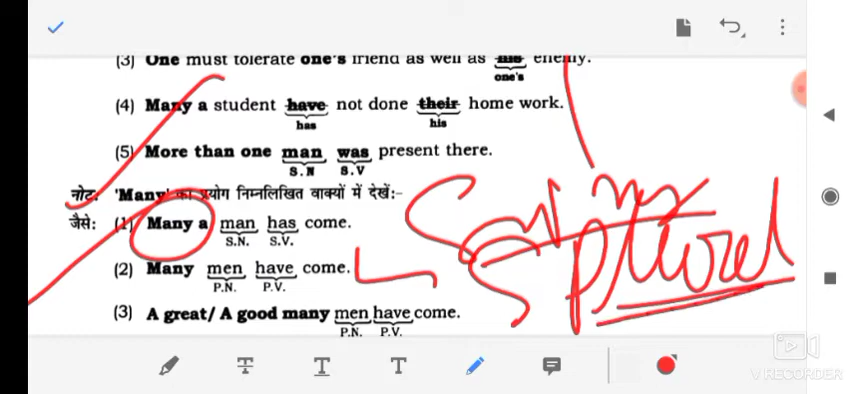 (3) One must tolerate one's friend as well as his enemy.
one's
(4) Many a student have not done their home work.
has his
(5) More than one man was present there.
S.N S.V
नोट: 'Many' का प्रयोग निम्नलिखित वाक्यों में देखें:-
जैसे: (1) Many a man has come.
S.N. S.V.
(2) Many men have come.
P.N. P.V.
(3) A great/ A good many men have come.
P.N. P.V.
plural
T T T
V RECORDER